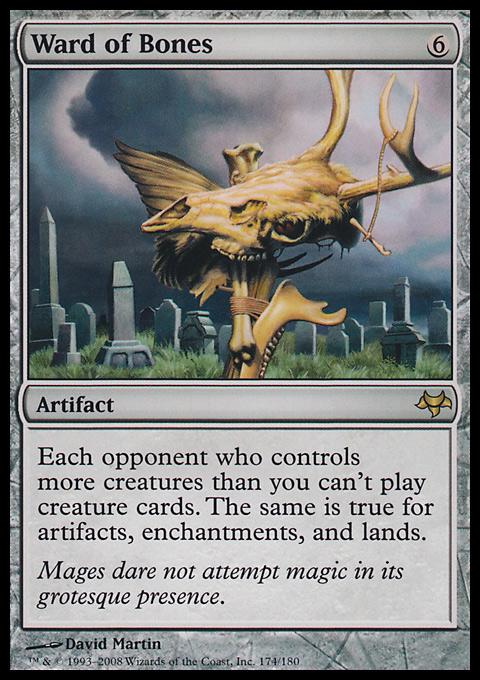 Ward of Bones 6
Artifact
Each opponent who controls
more creatures than you can't play
creature cards. The same is true for
artifacts, enchantments, and lands.
Mages dare not attempt magic in its
grotesque presence.
David Martin
™ & © 1993–2008 Wizards of the Coast, Inc. 174/180